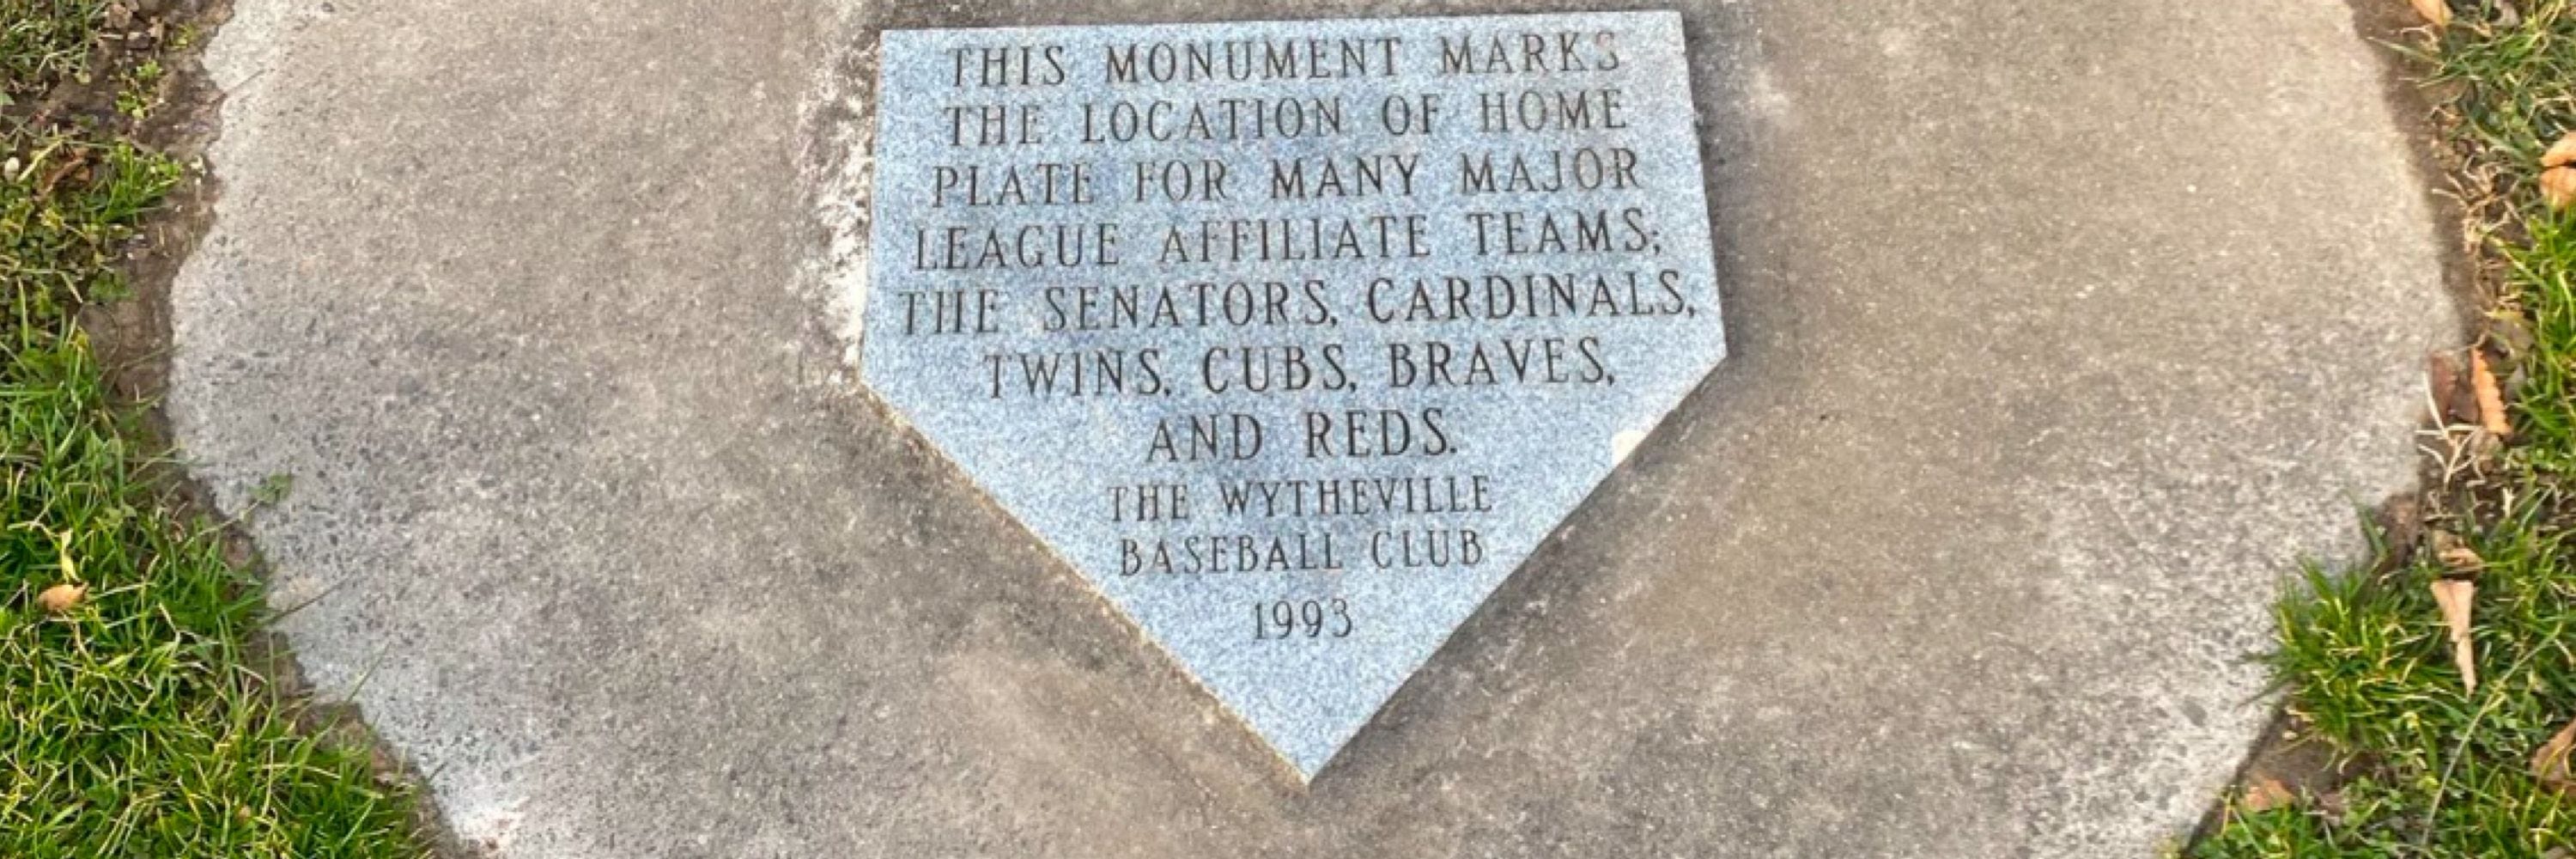 THIS MONUMENT MARKS
THE LOCATION OF HOME
PLATE FOR MANY MAJOR
LEAGUE AFFILIATE TEAMS;
THE SENATORS, CARDINALS,
TWINS, CUBS, BRAVES,
AND REDS.
THE WYTHEVILLE
BASEBALL CLUB
1993